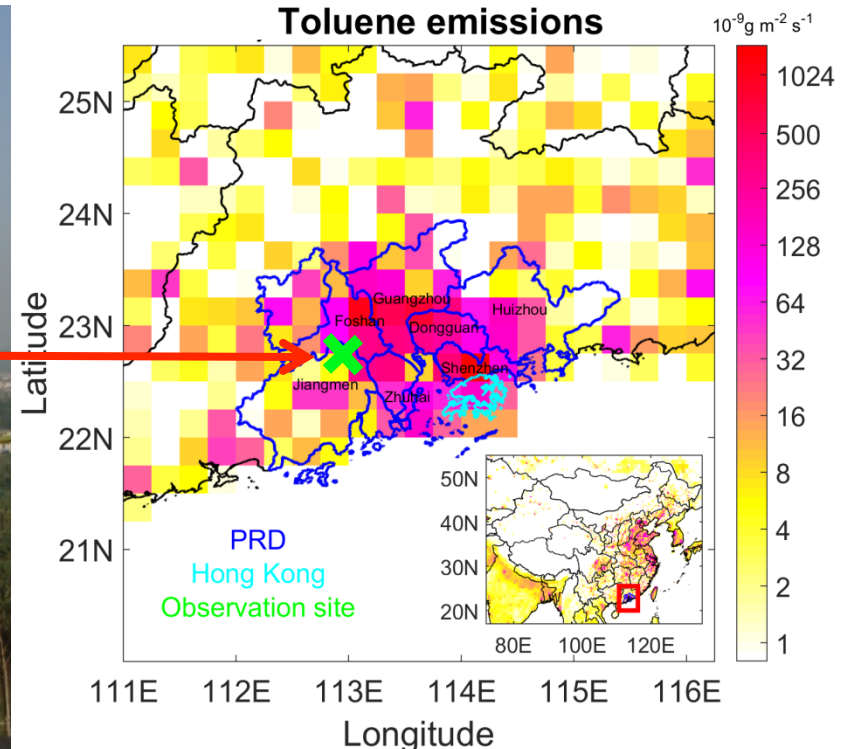 Toluene emissions
10⁻⁹g m⁻² s⁻¹
1024
500
256
128
64
32
16
8
4
2
1
Latitude
25N
24N
23N
22N
21N
Guangzhou
Huizhou
Foshan
Dongguan
Shenzhen
Jiangmen
Zhuhai
PRD
Hong Kong
Observation site
50N
40N
30N
20N
80E 100E 120E
111E 112E 113E 114E 115E 116E
Longitude